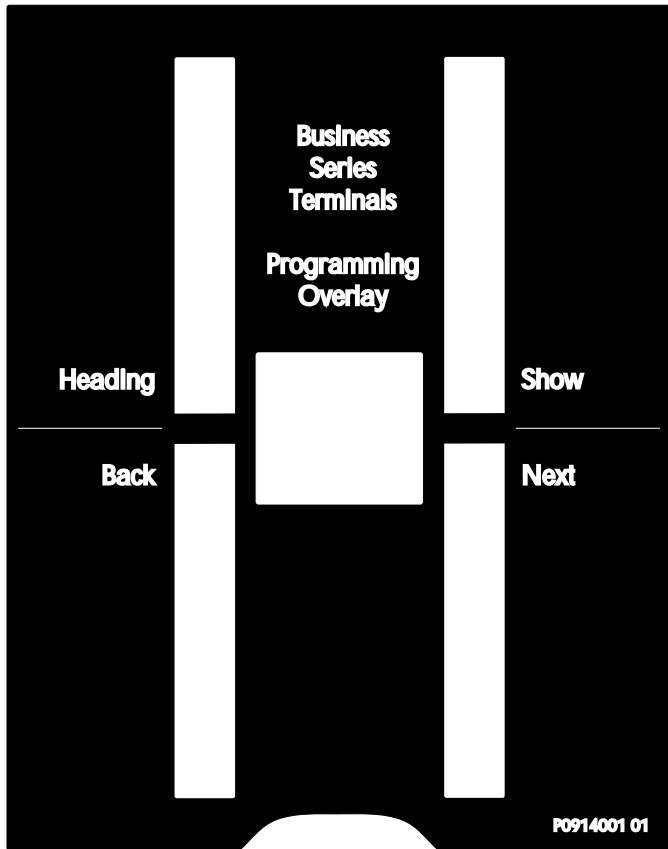 Business
Series
Terminals
Programming
Overlay
Heading
Show
Back
Next
P0914001 01